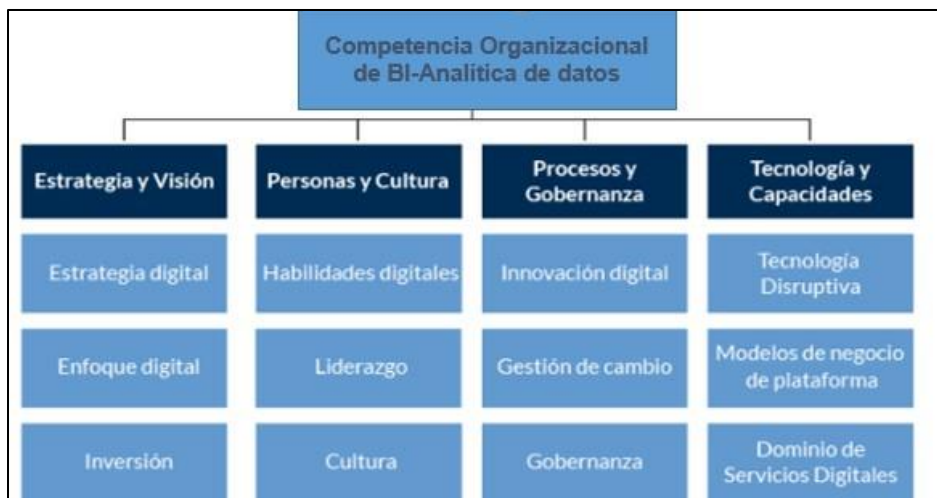 Competencia Organizacional
de BI-Analítica de datos
Estrategia y Visión
Personas y Cultura
Procesos y
Gobernanza
Tecnología y
Capacidades
Estrategia digital
Habilidades digitales
Innovación digital
Tecnología
Disruptiva
Enfoque digital
Liderazgo
Gestión de cambio
Modelos de negocio
de plataforma
Inversión
Cultura
Gobernanza
Dominio de
Servicios Digitales